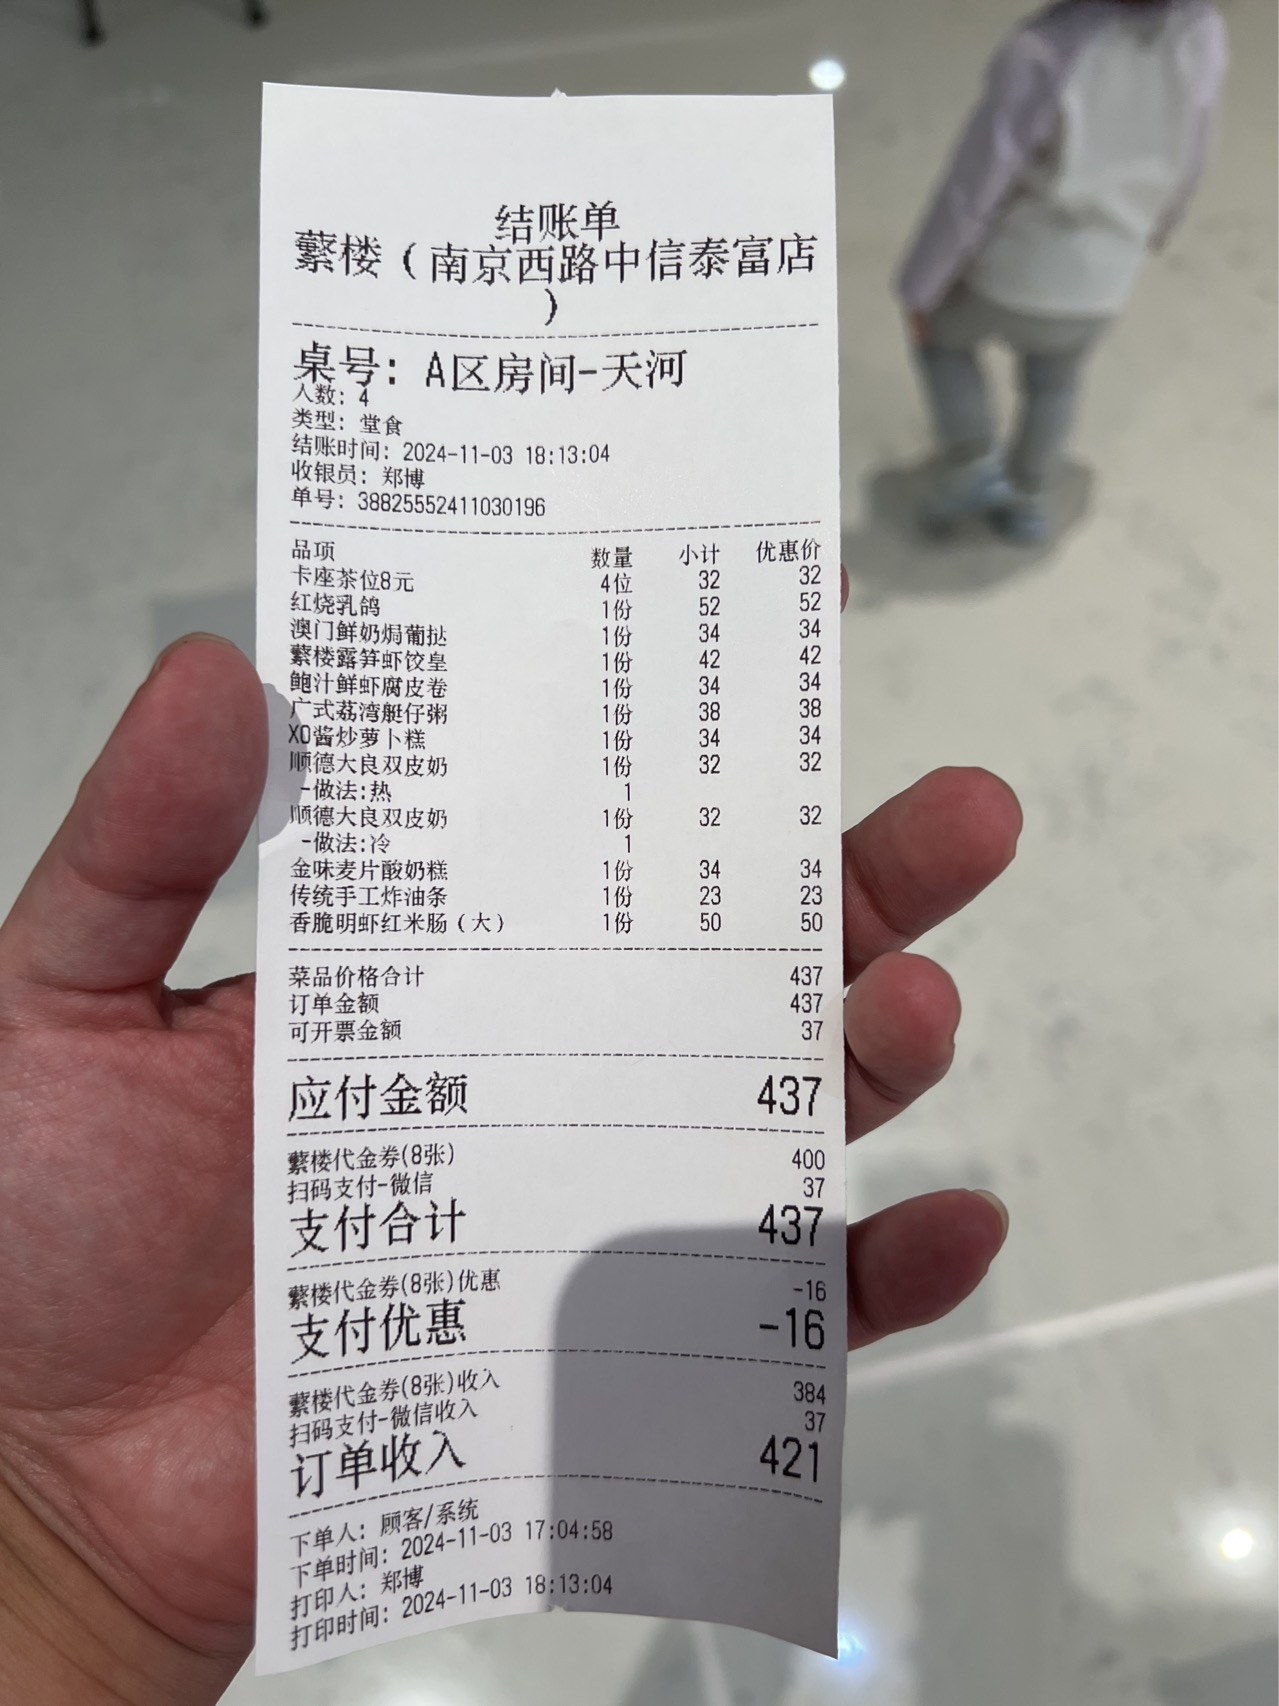 结账单
蘩楼（南京西路中信泰富店
）
桌号：A区房间-天河
人数：4
类型：堂食
结账时间：2024-11-03 18:13:04
收银员：郑博
单号：38825552411030196
品项 数量 小计 优惠价
卡座茶位8元 4位 32 32
红烧乳鸽 1份 52 52
澳门鲜奶焗葡挞 1份 34 34
蘩楼露笋虾饺皇 1份 42 42
鲍汁鲜虾腐皮卷 1份 34 34
广式荔湾艇仔粥 1份 38 38
XO酱炒萝卜糕 1份 34 34
顺德大良双皮奶 1份 32 32
-做法:热 1
顺德大良双皮奶 1份 32 32
-做法:冷 1
金味麦片酸奶糕 1份 34 34
传统手工炸油条 1份 23 23
香脆明虾红米肠（大） 1份 50 50
菜品价格合计 437
订单金额 437
可开票金额 37
应付金额 437
蘩楼代金券(8张) 400
扫码支付-微信 37
支付合计 437
蘩楼代金券(8张)优惠 -16
支付优惠 -16
蘩楼代金券(8张)收入 384
扫码支付-微信收入 37
订单收入 421
下单人：顾客/系统
下单时间：2024-11-03 17:04:58
打印人：郑博
打印时间：2024-11-03 18:13:04